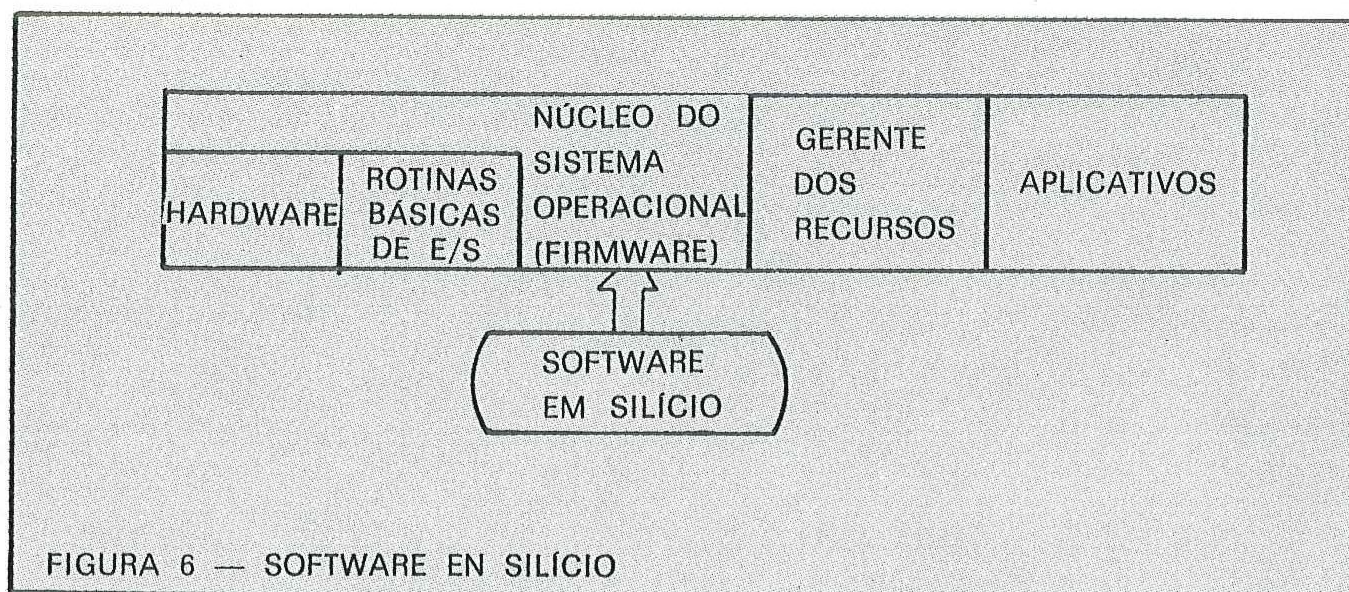 HARDWARE
ROTINAS
BÁSICAS
DE E/S
NÚCLEO DO
SISTEMA
OPERACIONAL
(FIRMWARE)
GERENTE
DOS
RECURSOS
APLICATIVOS
SOFTWARE
EM SILÍCIO
FIGURA 6 — SOFTWARE EN SILÍCIO